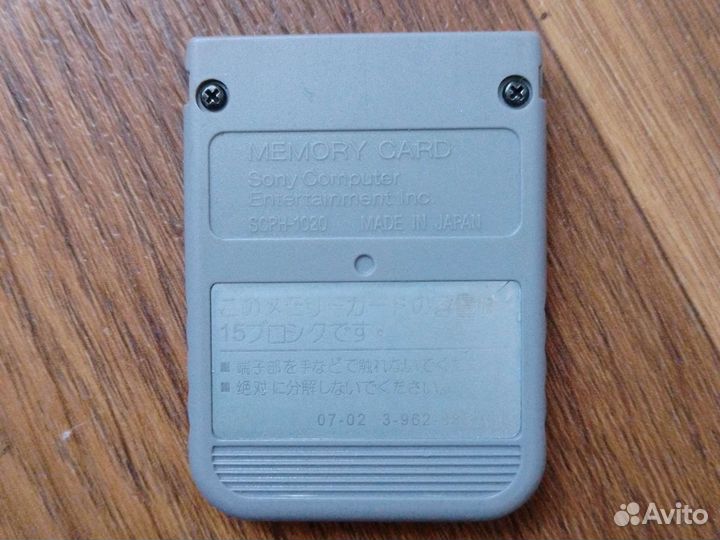 MEMORY CARD
Sony Computer
Entertainment Inc.
SCPH-1020 MADE IN JAPAN
このメモリーカードの容量は
15ブロックです。
■ 端子部を手などで触れないでくだ
■ 絶対に分解しないでください。
07-02 3-962-
Avito